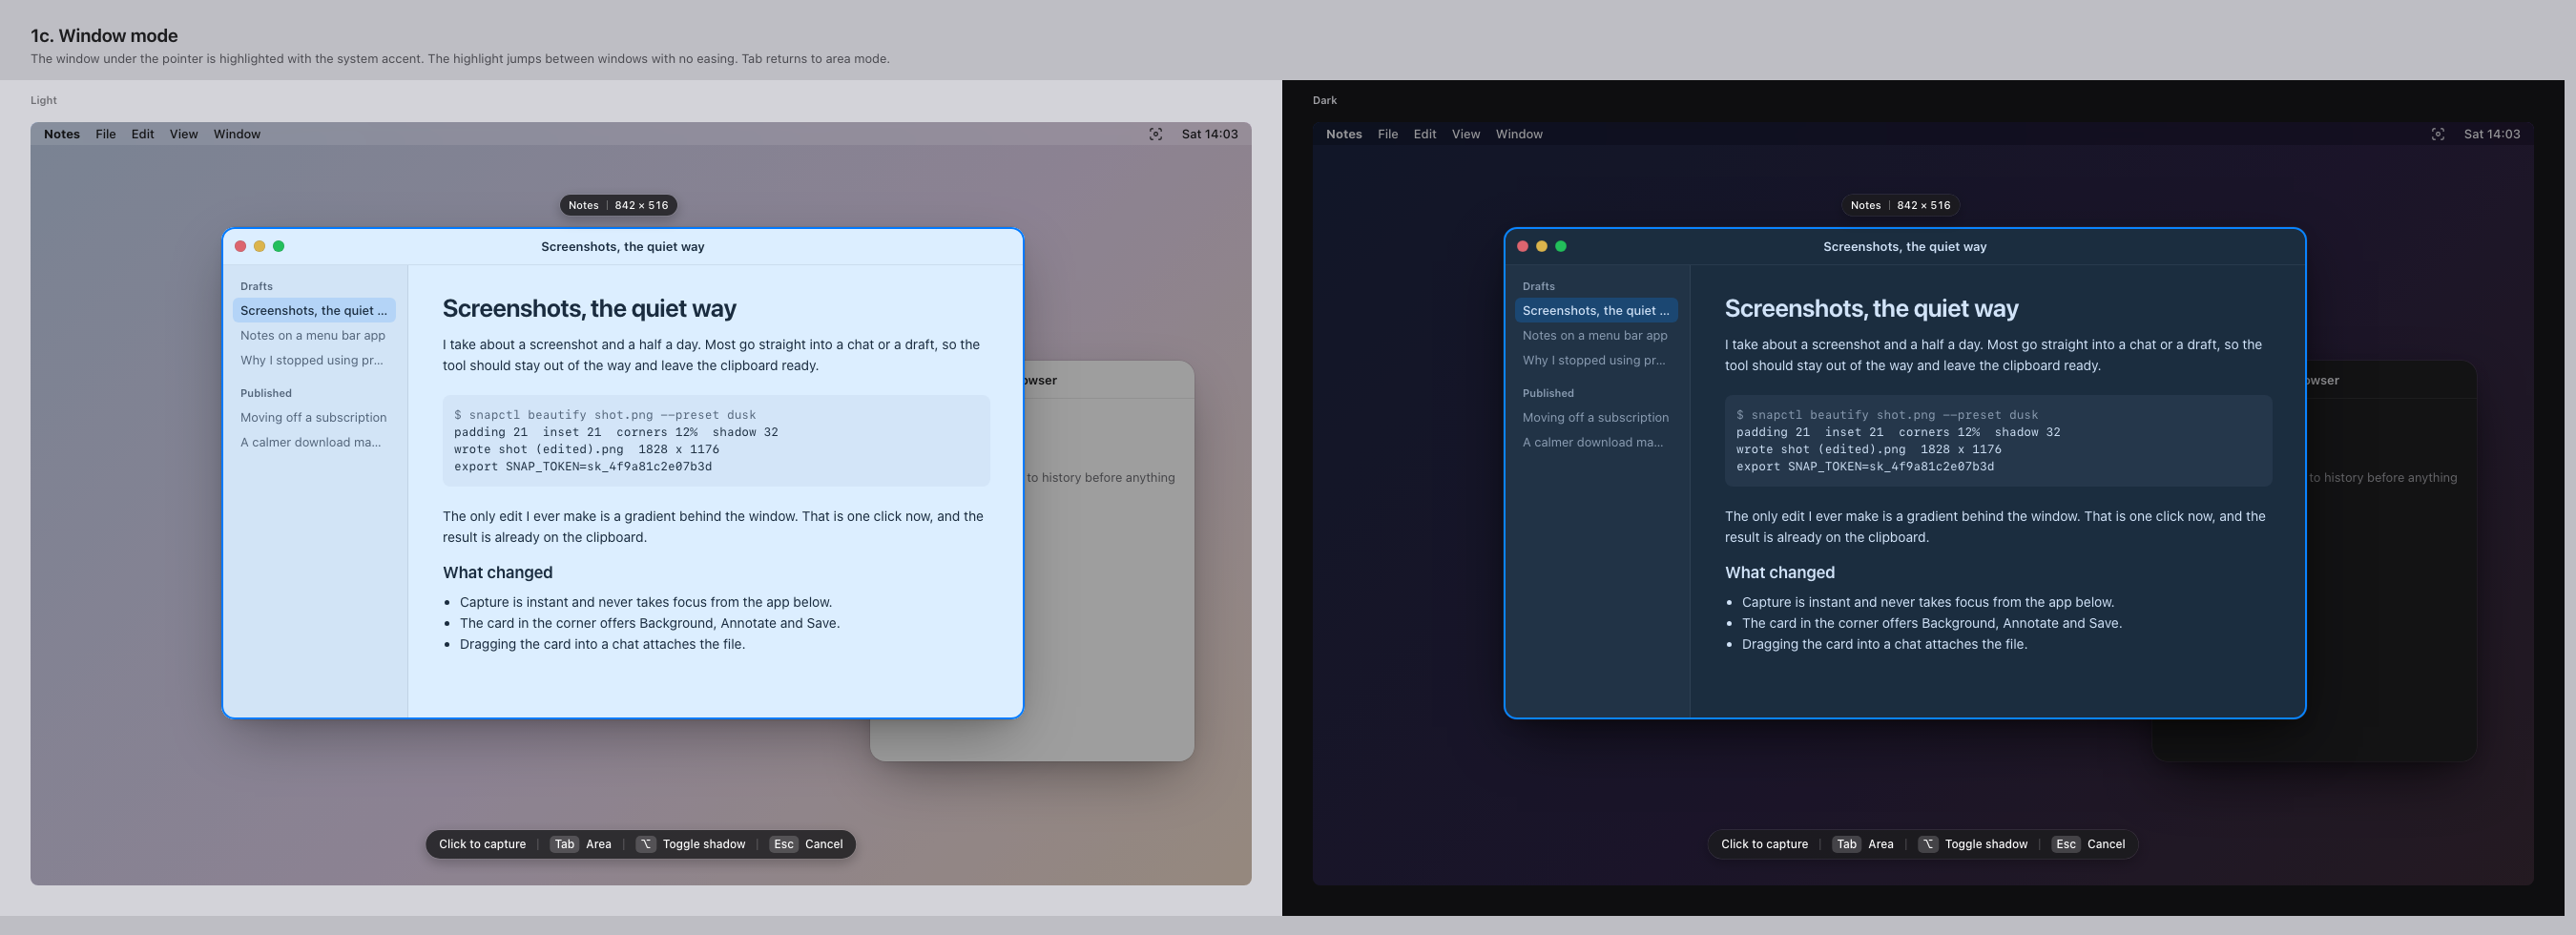 1c. Window mode
The window under the pointer is highlighted with the system accent. The highlight jumps between windows with no easing. Tab returns to area mode.
Light
Notes File Edit View Window Sat 14:03
Notes | 842 × 516
Screenshots, the quiet way
Drafts
Screenshots, the quiet ...
Notes on a menu bar app
Why I stopped using pr...
Published
Moving off a subscription
A calmer download ma...
Screenshots, the quiet way
I take about a screenshot and a half a day. Most go straight into a chat or a draft, so the
tool should stay out of the way and leave the clipboard ready.
$ snapctl beautify shot.png --preset dusk
padding 21  inset 21  corners 12%  shadow 32
wrote shot (edited).png  1828 x 1176
export SNAP_TOKEN=sk_4f9a81c2e07b3d
The only edit I ever make is a gradient behind the window. That is one click now, and the
result is already on the clipboard.
What changed
• Capture is instant and never takes focus from the app below.
• The card in the corner offers Background, Annotate and Save.
• Dragging the card into a chat attaches the file.
owser
to history before anything
Click to capture | Tab Area | ⌥ Toggle shadow | Esc Cancel
Dark
Notes File Edit View Window Sat 14:03
Notes | 842 × 516
Screenshots, the quiet way
Drafts
Screenshots, the quiet ...
Notes on a menu bar app
Why I stopped using pr...
Published
Moving off a subscription
A calmer download ma...
Screenshots, the quiet way
I take about a screenshot and a half a day. Most go straight into a chat or a draft, so the
tool should stay out of the way and leave the clipboard ready.
$ snapctl beautify shot.png --preset dusk
padding 21  inset 21  corners 12%  shadow 32
wrote shot (edited).png  1828 x 1176
export SNAP_TOKEN=sk_4f9a81c2e07b3d
The only edit I ever make is a gradient behind the window. That is one click now, and the
result is already on the clipboard.
What changed
• Capture is instant and never takes focus from the app below.
• The card in the corner offers Background, Annotate and Save.
• Dragging the card into a chat attaches the file.
owser
to history before anything
Click to capture | Tab Area | ⌥ Toggle shadow | Esc Cancel